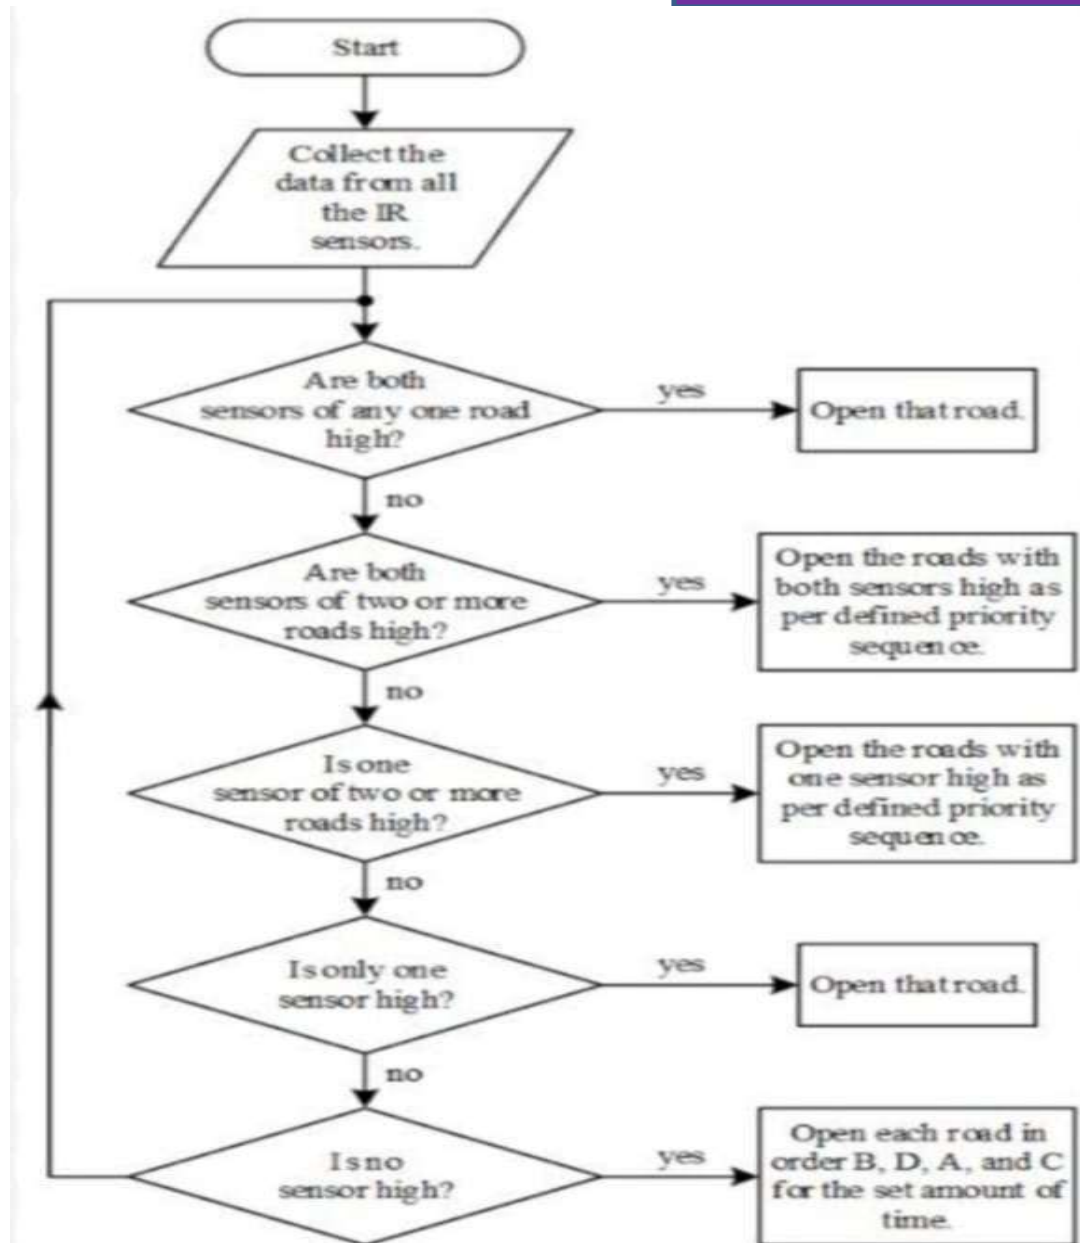 Start
Collect the
data from all
the IR
sensors.
Are both
sensors of any one road
high?
yes
Open that road.
no
Are both
sensors of two or more
roads high?
yes
Open the roads with
both sensors high as
per defined priority
sequence.
no
Is one
sensor of two or more
roads high?
yes
Open the roads with
one sensor high as
per defined priority
sequence.
no
Is only one
sensor high?
yes
Open that road.
no
Is no
sensor high?
yes
Open each road in
order B, D, A, and C
for the set amount of
time.